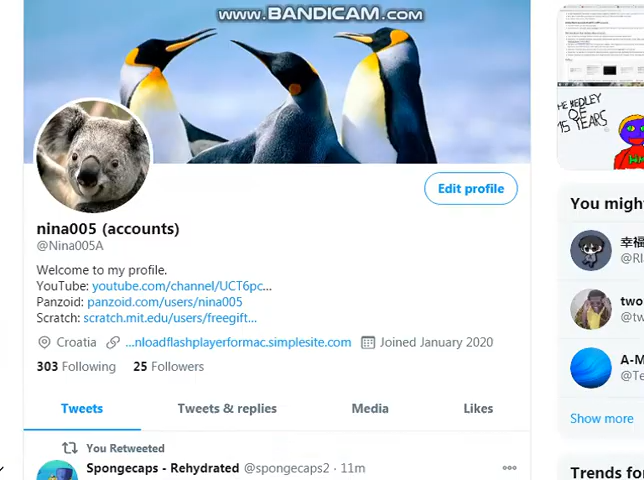 www.BANDICAM.com
Edit profile
nina005 (accounts)
@Nina005A
Welcome to my profile.
YouTube: youtube.com/channel/UCT6pc...
Panzoid: panzoid.com/users/nina005
Scratch: scratch.mit.edu/users/freegift...
Croatia ...nloadflashplayerformac.simplesite.com Joined January 2020
303 Following 25 Followers
Tweets Tweets & replies Media Likes
You Retweeted
Spongecaps - Rehydrated @spongecaps2 · 11m
HE MEDLEY
OF
15 YEARS
You migh
幸福
@RI
two
@tw
A-M
@Te
Show more
Trends fo